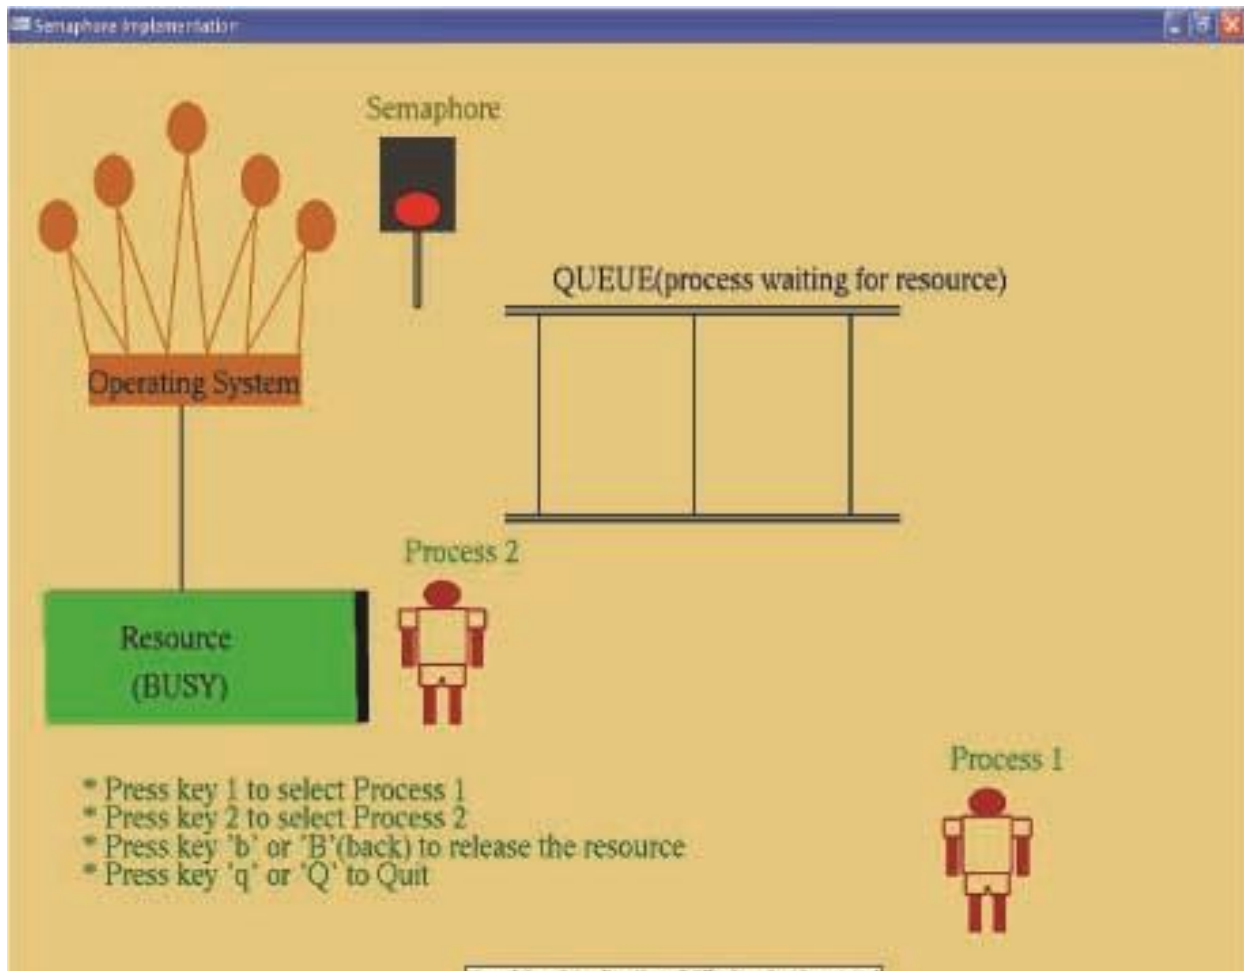 Semaphore Implementation
Semaphore
QUEUE(process waiting for resource)
Operating System
Process 2
Resource
(BUSY)
Process 1
* Press key 1 to select Process 1
* Press key 2 to select Process 2
* Press key 'b' or 'B'(back) to release the resource
* Press key 'q' or 'Q' to Quit